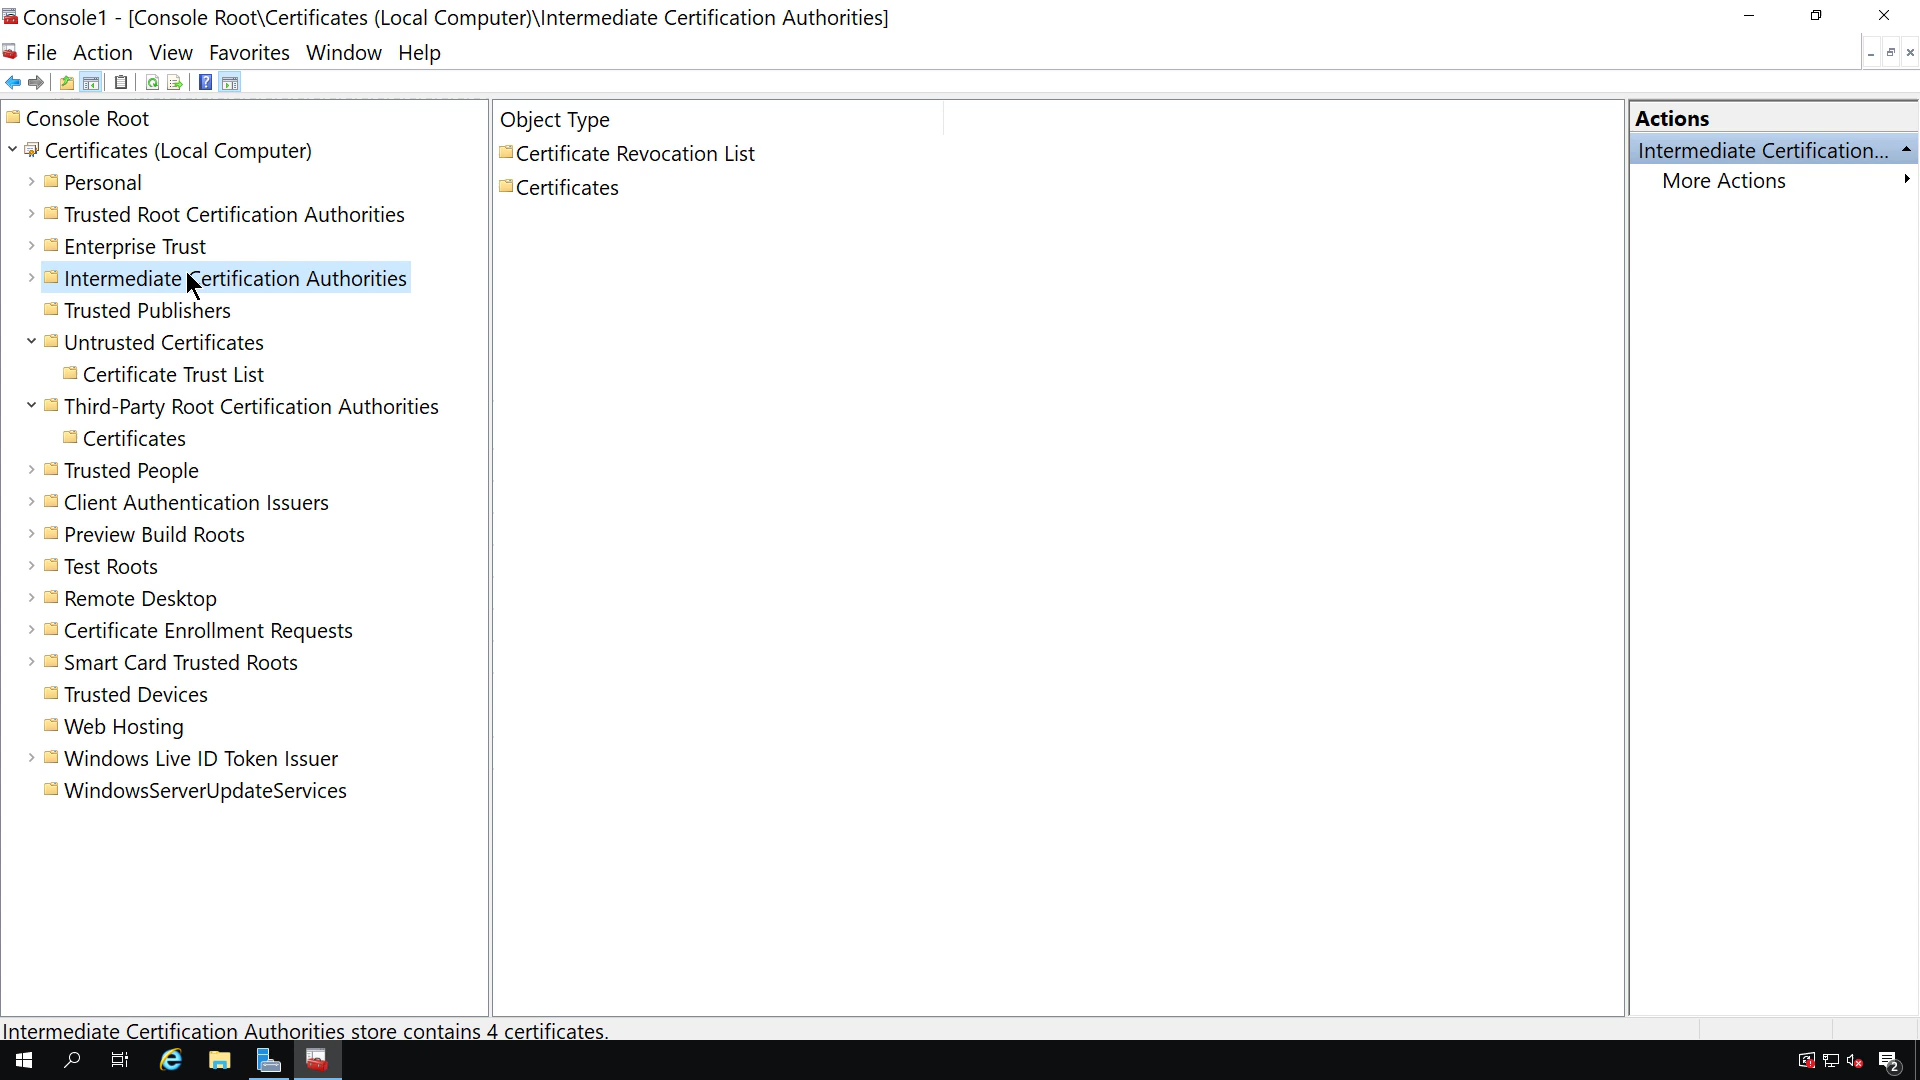 Console1 - [Console Root\Certificates (Local Computer)\Intermediate Certification Authorities]
File Action View Favorites Window Help
Console Root
Certificates (Local Computer)
Personal
Trusted Root Certification Authorities
Enterprise Trust
Intermediate Certification Authorities
Trusted Publishers
Untrusted Certificates
Certificate Trust List
Third-Party Root Certification Authorities
Certificates
Trusted People
Client Authentication Issuers
Preview Build Roots
Test Roots
Remote Desktop
Certificate Enrollment Requests
Smart Card Trusted Roots
Trusted Devices
Web Hosting
Windows Live ID Token Issuer
WindowsServerUpdateServices
Object Type
Certificate Revocation List
Certificates
Actions
Intermediate Certification...
More Actions
Intermediate Certification Authorities store contains 4 certificates.
2